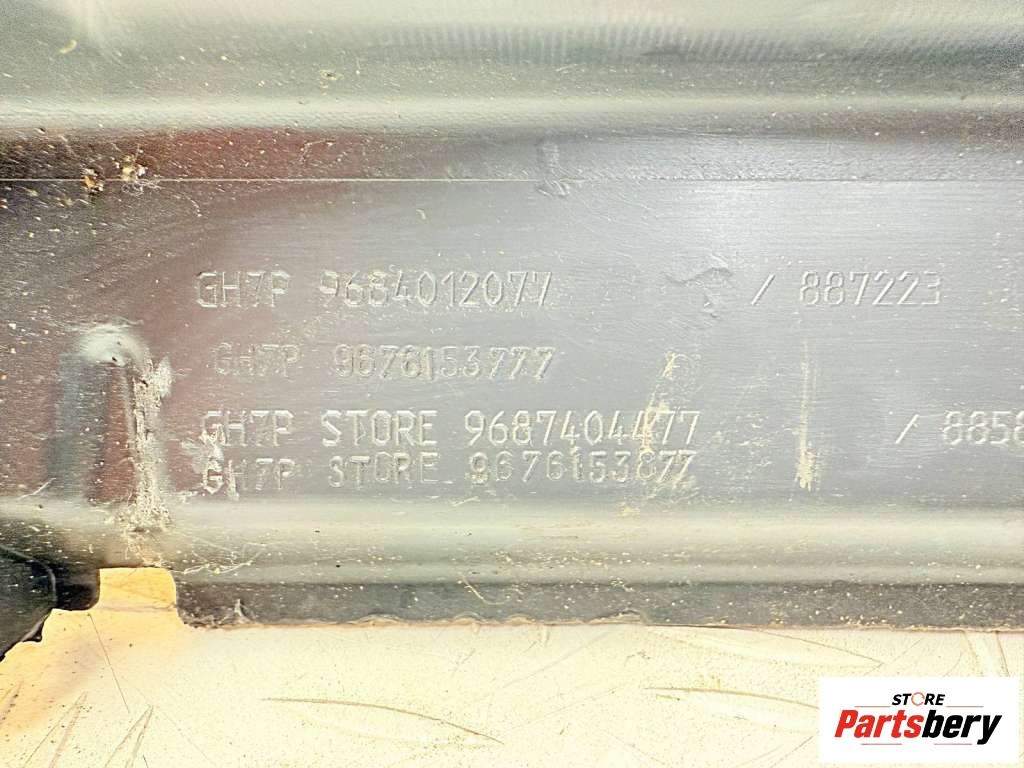 GH7P 9684012077 / 887223
GH7P 9676153777
GH7P STORE 9687404477 / 8858
GH7P STORE 9676153877
STORE
Partsbery